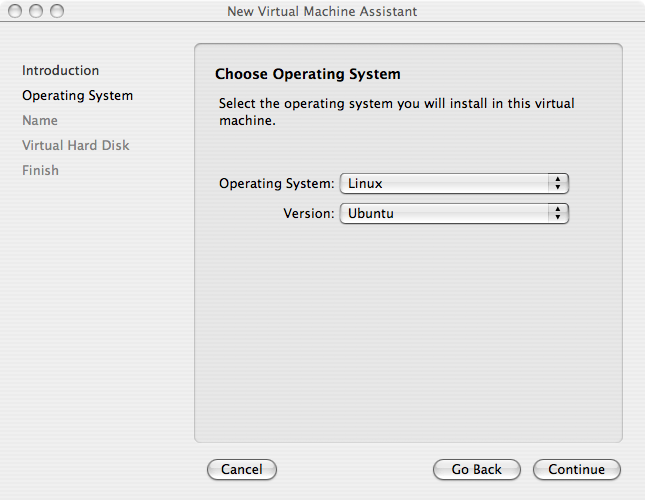 New Virtual Machine Assistant
Introduction
Operating System
Name
Virtual Hard Disk
Finish
Choose Operating System
Select the operating system you will install in this virtual
machine.
Operating System: Linux
Version: Ubuntu
Cancel
Go Back
Continue